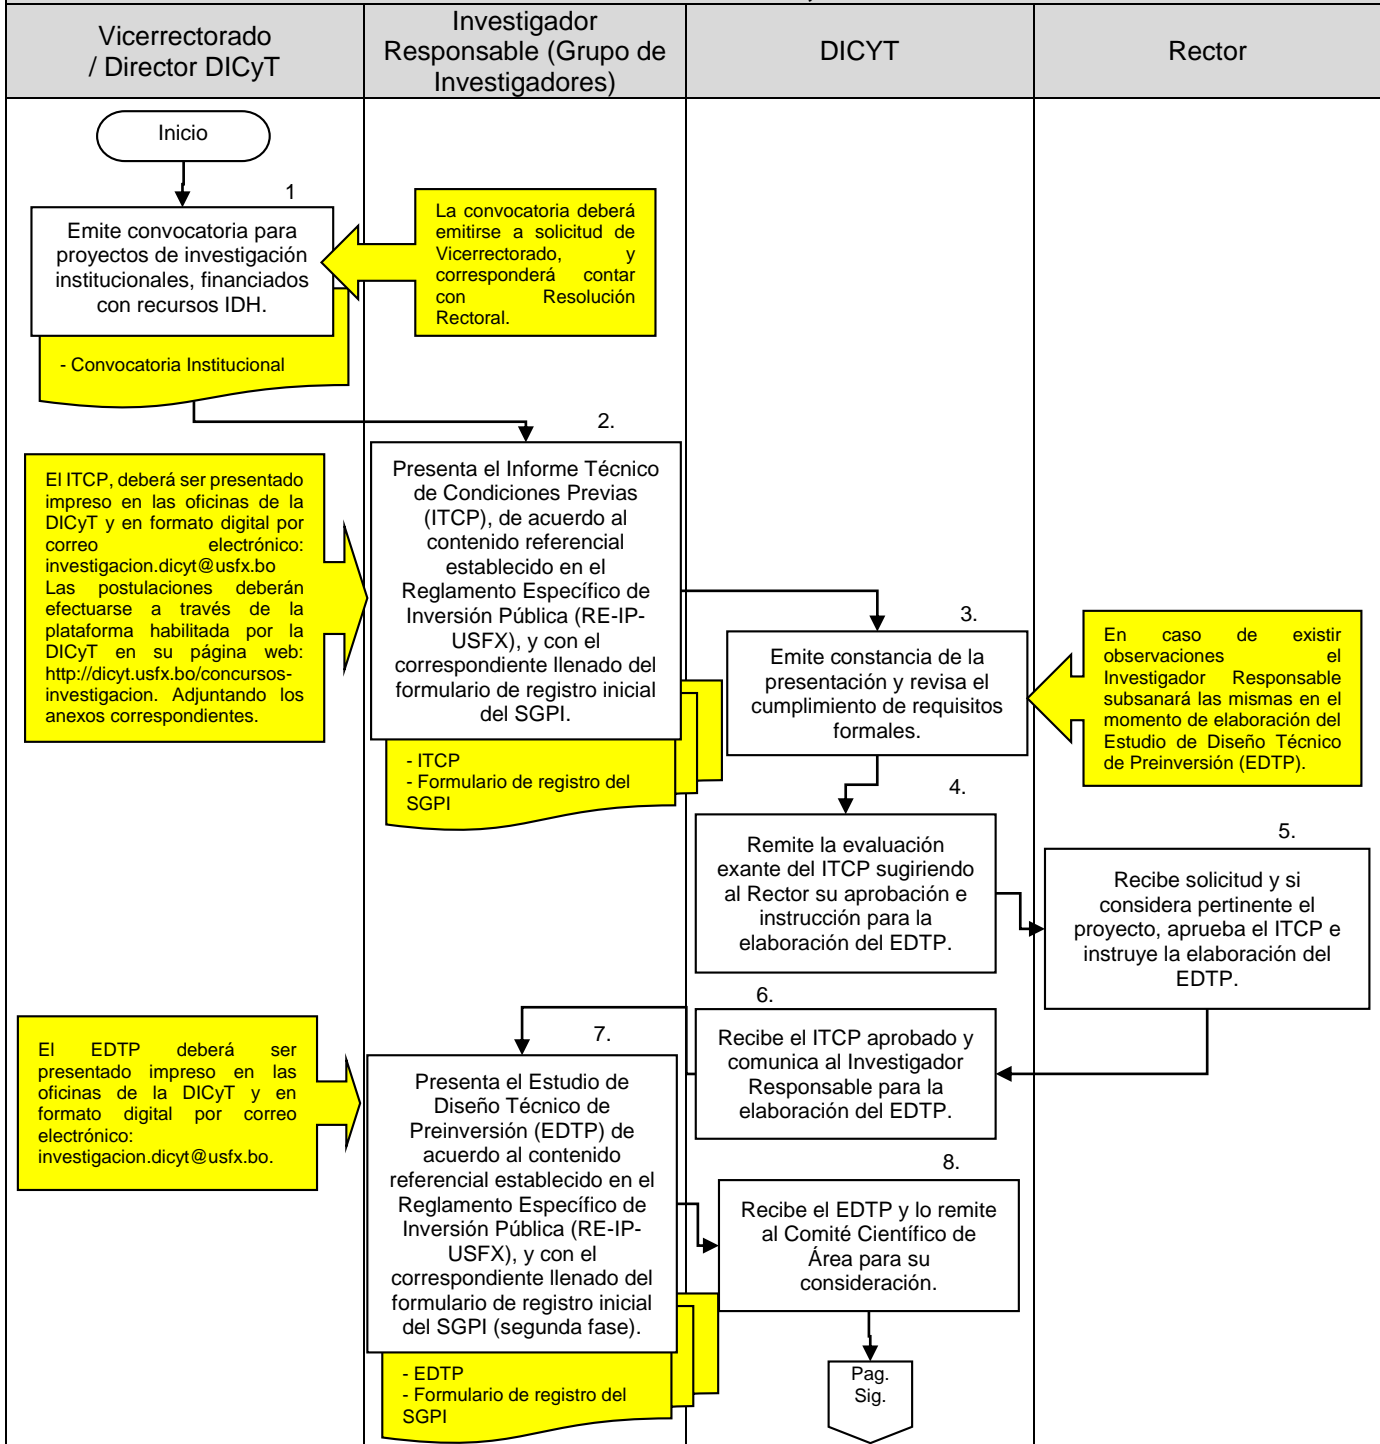 Vicerrectorado
/ Director DICyT
Investigador
Responsable (Grupo de
Investigadores)
DICYT
Rector
Inicio
1
Emite convocatoria para
proyectos de investigación
institucionales, financiados
con recursos IDH.
- Convocatoria Institucional
La convocatoria deberá
emitirse a solicitud de
Vicerrectorado, y
corresponderá contar
con Resolución
Rectoral.
2.
Presenta el Informe Técnico
de Condiciones Previas
(ITCP), de acuerdo al
contenido referencial
establecido en el
Reglamento Específico de
Inversión Pública (RE-IP-
USFX), y con el
correspondiente llenado del
formulario de registro inicial
del SGPI.
- ITCP
- Formulario de registro del
SGPI
El ITCP, deberá ser presentado
impreso en las oficinas de la
DICyT y en formato digital por
correo electrónico:
investigacion.dicyt@usfx.bo
Las postulaciones deberán
efectuarse a través de la
plataforma habilitada por la
DICyT en su página web:
http://dicyt.usfx.bo/concursos-
investigacion. Adjuntando los
anexos correspondientes.
3.
Emite constancia de la
presentación y revisa el
cumplimiento de requisitos
formales.
En caso de existir
observaciones el
Investigador Responsable
subsanará las mismas en el
momento de elaboración del
Estudio de Diseño Técnico
de Preinversión (EDTP).
4.
Remite la evaluación
exante del ITCP sugiriendo
al Rector su aprobación e
instrucción para la
elaboración del EDTP.
5.
Recibe solicitud y si
considera pertinente el
proyecto, aprueba el ITCP e
instruye la elaboración del
EDTP.
6.
Recibe el ITCP aprobado y
comunica al Investigador
Responsable para la
elaboración del EDTP.
7.
Presenta el Estudio de
Diseño Técnico de
Preinversión (EDTP) de
acuerdo al contenido
referencial establecido en el
Reglamento Específico de
Inversión Pública (RE-IP-
USFX), y con el
correspondiente llenado del
formulario de registro inicial
del SGPI (segunda fase).
- EDTP
- Formulario de registro del
SGPI
El EDTP deberá ser
presentado impreso en las
oficinas de la DICyT y en
formato digital por correo
electrónico:
investigacion.dicyt@usfx.bo.
8.
Recibe el EDTP y lo remite
al Comité Científico de
Área para su
consideración.
Pag.
Sig.